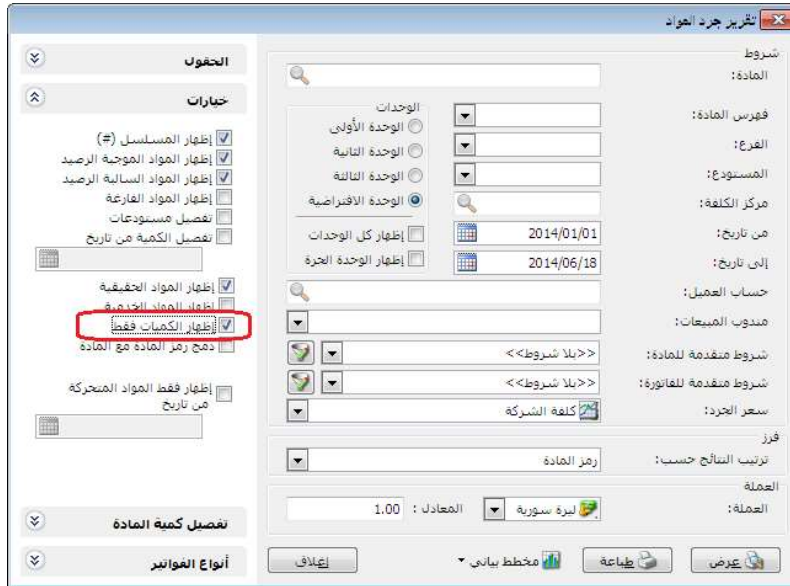 تقرير جرد المواد
شروط
المادة:
فهرس المادة:
الفرع:
المستودع:
مركز الكلفة:
من تاريخ: 2014/01/01
إلى تاريخ: 2014/06/18
حساب العميل:
مندوب المبيعات:
شروط متقدمة للمادة: <<بلا شروط>>
شروط متقدمة للفاتورة: <<بلا شروط>>
سعر الجرد: كلفة الشركة
الوحدات
الوحدة الأولى
الوحدة الثانية
الوحدة الثالثة
الوحدة الافتراضية
إظهار كل الوحدات
إظهار الوحدة الحرة
فرز
ترتيب النتائج حسب: رمز المادة
العملة
العملة: ليرة سورية المعادل : 1.00
عرض
طباعة
مخطط بياني
إغلاق
الحقول
خيارات
إظهار المسلسل (#)
إظهار المواد الموجبة الرصيد
إظهار المواد السالبة الرصيد
إظهار المواد الفارغة
تفصيل مستودعات
تفصيل الكمية من تاريخ
إظهار المواد الحقيقية
إظهار المواد الخدمية
إظهار الكميات فقط
دمج رمز المادة مع المادة
إظهار فقط المواد المتحركة
من تاريخ
تفصيل كمية المادة
أنواع الفواتير